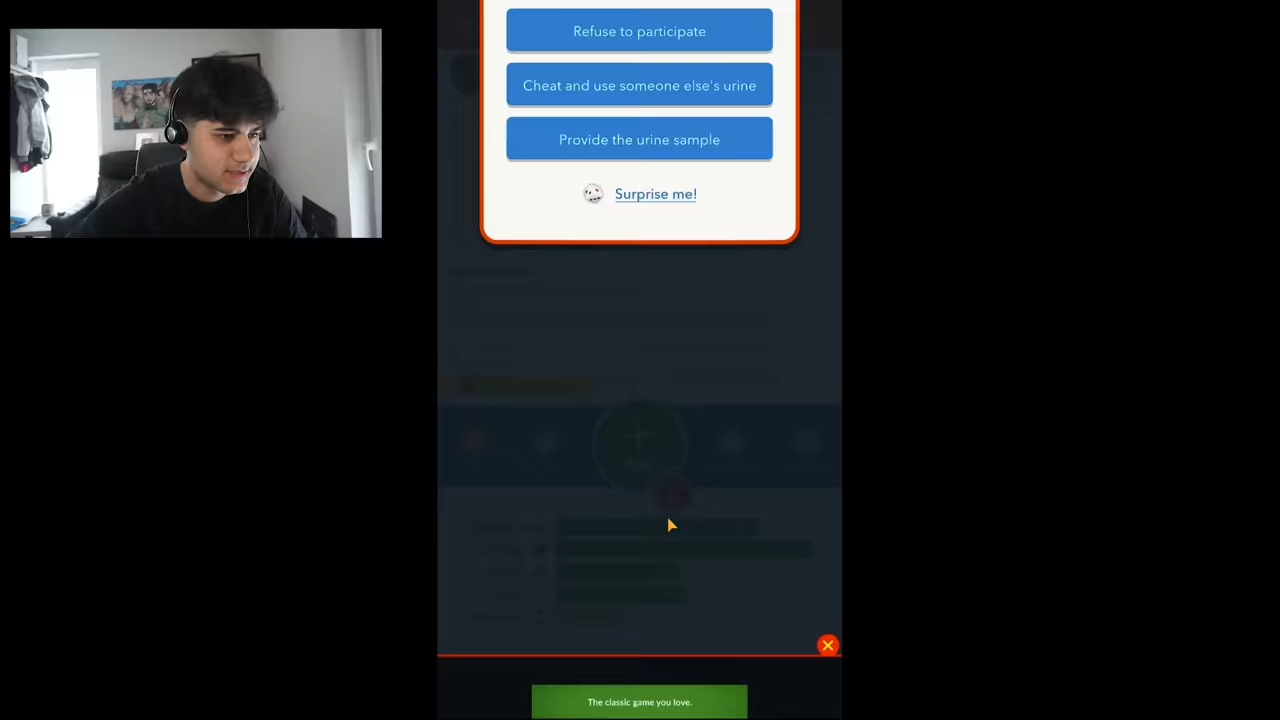 Refuse to participate
Cheat and use someone else's urine
Provide the urine sample
Surprise me!
The classic game you love.